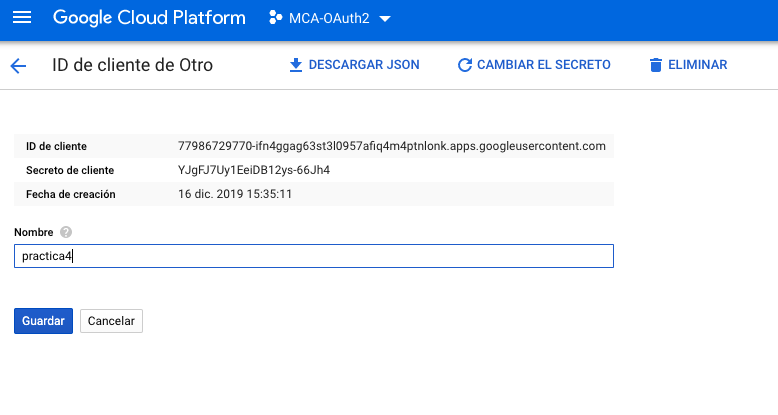 Google Cloud Platform MCA-OAuth2
ID de cliente de Otro DESCARGAR JSON CAMBIAR EL SECRETO ELIMINAR
ID de cliente 77986729770-ifn4ggag63st3l0957afiq4m4ptnlonk.apps.googleusercontent.com
Secreto de cliente YJgFJ7Uy1EeiDB12ys-66Jh4
Fecha de creación 16 dic. 2019 15:35:11
Nombre ?
practica4
Guardar Cancelar